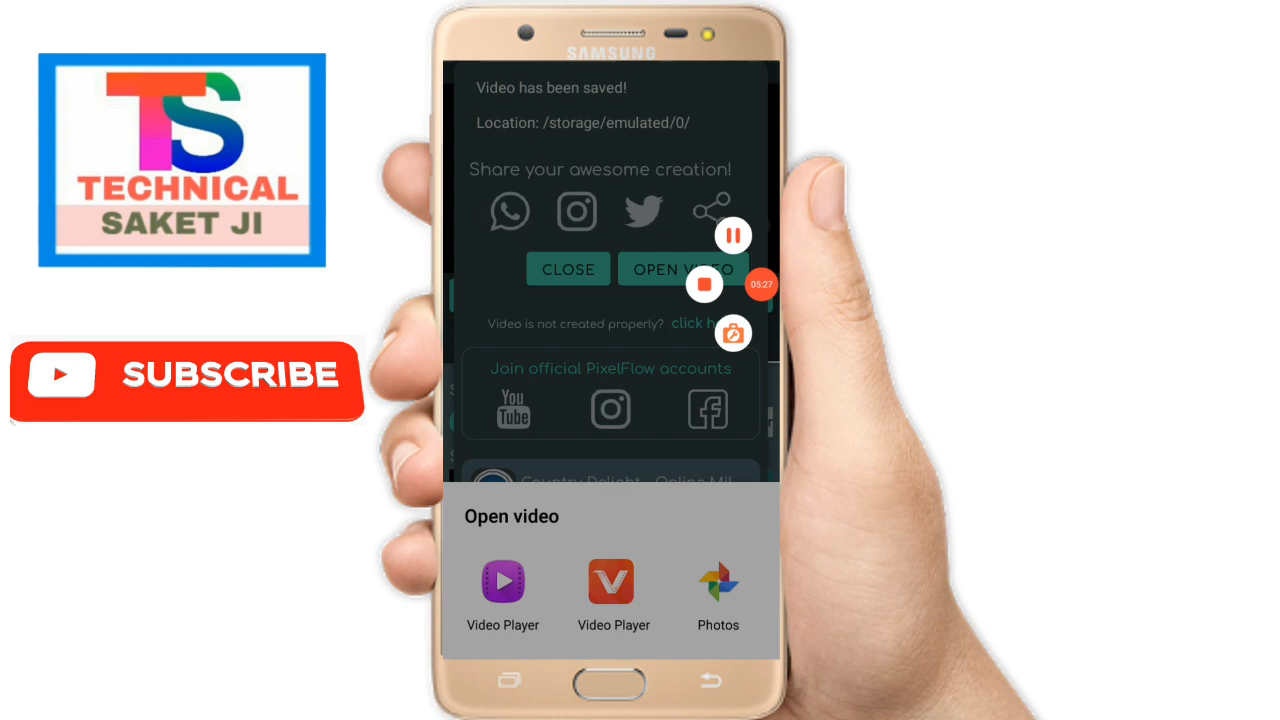 TS
TECHNICAL
SAKET JI
SUBSCRIBE
SAMSUNG
Video has been saved!
Location: /storage/emulated/0/
Share your awesome creation!
CLOSE
OPEN VIDEO
05:27
Video is not created properly? click
Join official PixelFlow accounts
You
Tube
Country Delight - Online Mil
Open video
Video Player
Video Player
Photos